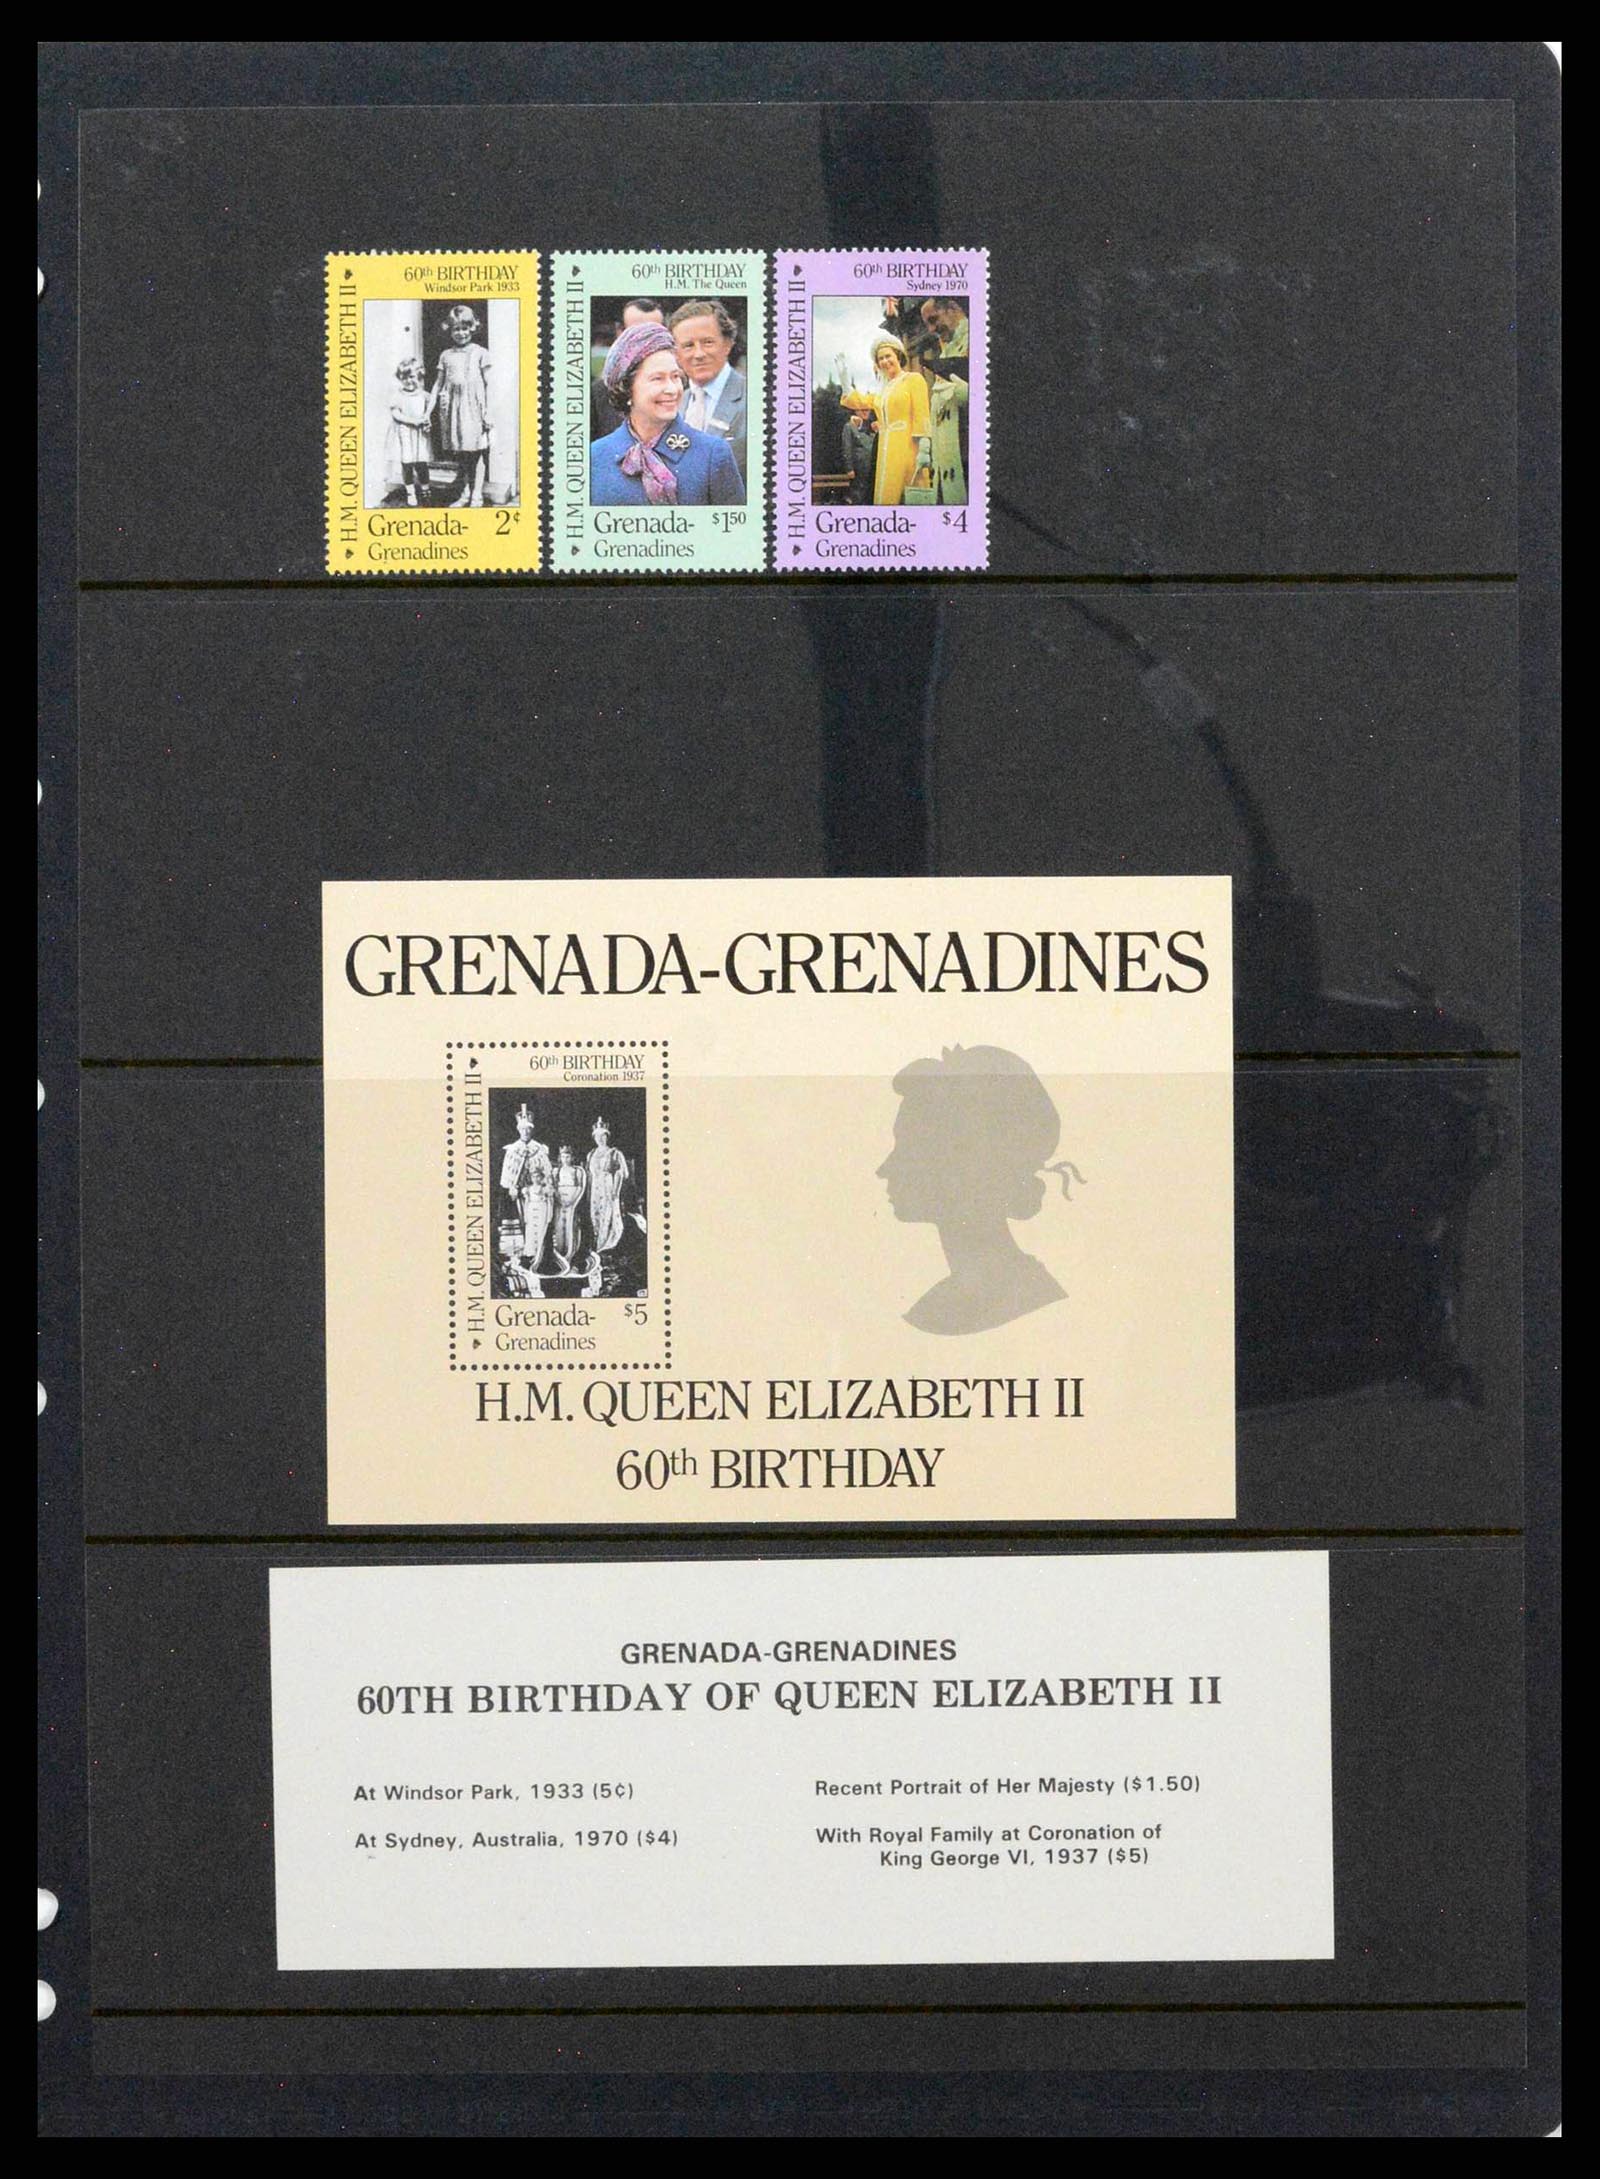 60th BIRTHDAY
Windsor Park 1933
H.M. QUEEN ELIZABETH II
Grenada- 2¢
Grenadines
60th BIRTHDAY
H.M. The Queen
H.M. QUEEN ELIZABETH II
Grenada- $150
Grenadines
60th BIRTHDAY
Sydney 1970
H.M. QUEEN ELIZABETH II
Grenada- $4
Grenadines
GRENADA-GRENADINES
60th BIRTHDAY
Coronation 1937
H.M. QUEEN ELIZABETH II
Grenada- $5
Grenadines
H.M. QUEEN ELIZABETH II
60th BIRTHDAY
GRENADA-GRENADINES
60TH BIRTHDAY OF QUEEN ELIZABETH II
At Windsor Park, 1933 (5¢)
At Sydney, Australia, 1970 ($4)
Recent Portrait of Her Majesty ($1.50)
With Royal Family at Coronation of
King George VI, 1937 ($5)